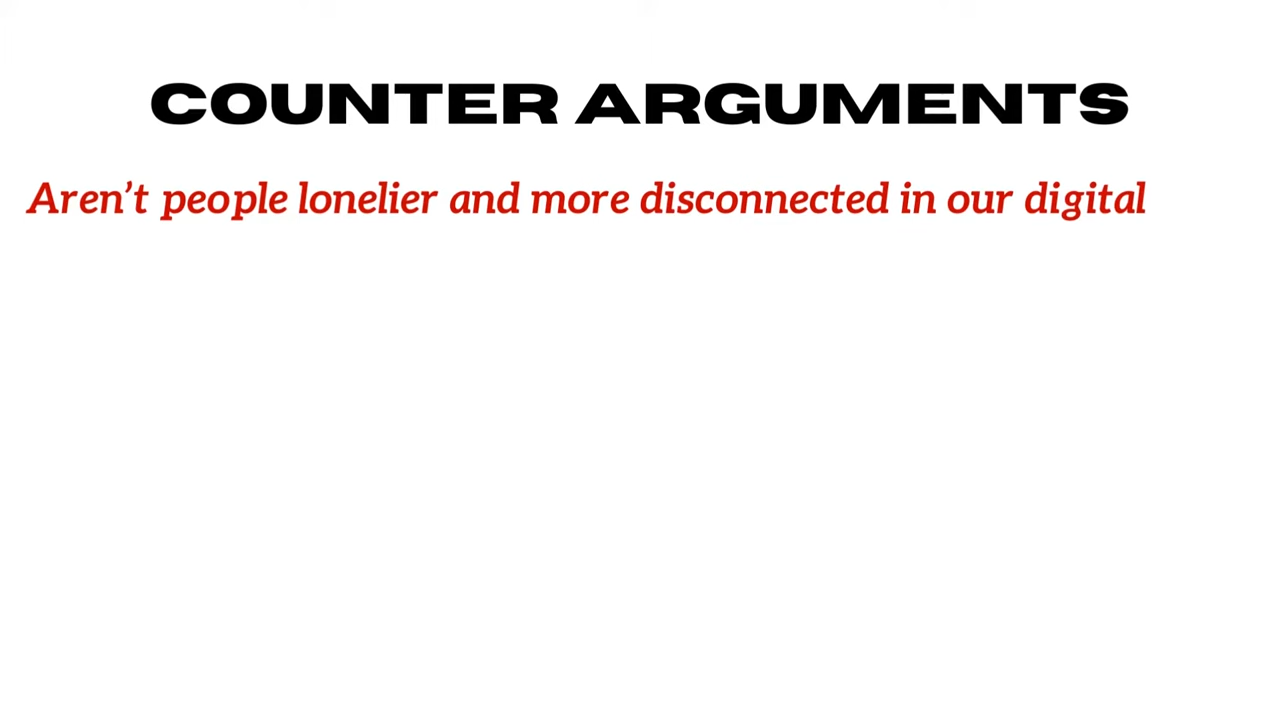 COUNTER ARGUMENTS
Aren’t people lonelier and more disconnected in our digital